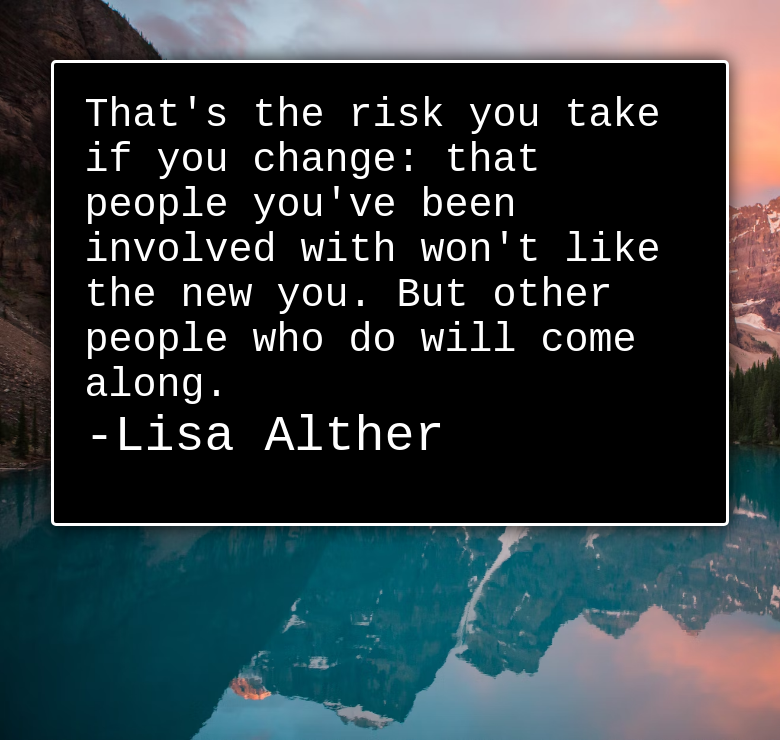 That's the risk you take
if you change: that
people you've been
involved with won't like
the new you. But other
people who do will come
along.
-Lisa Alther